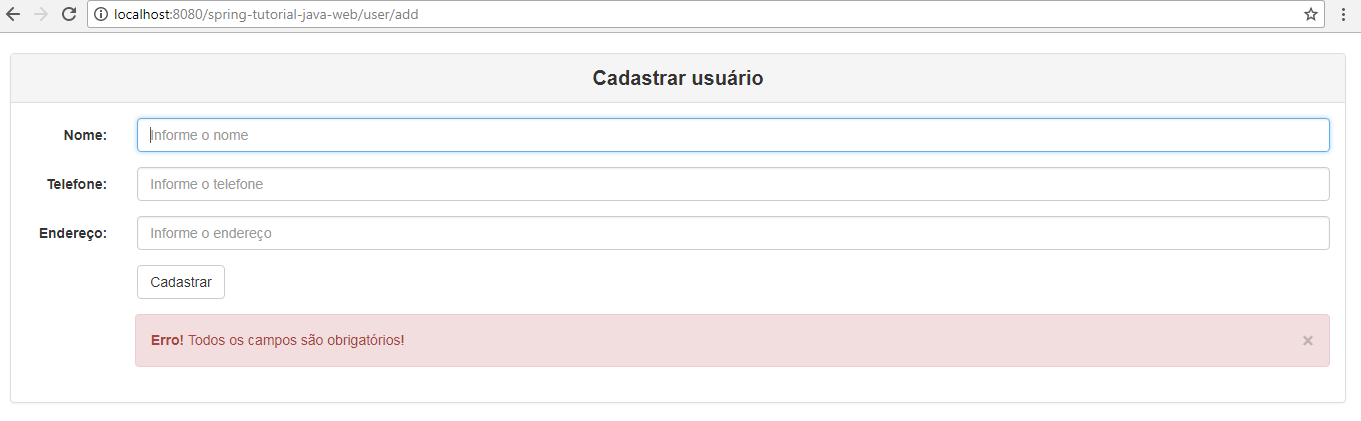 localhost:8080/spring-tutorial-java-web/user/add
Cadastrar usuário
Nome: Informe o nome
Telefone: Informe o telefone
Endereço: Informe o endereço
Cadastrar
Erro! Todos os campos são obrigatórios! ×